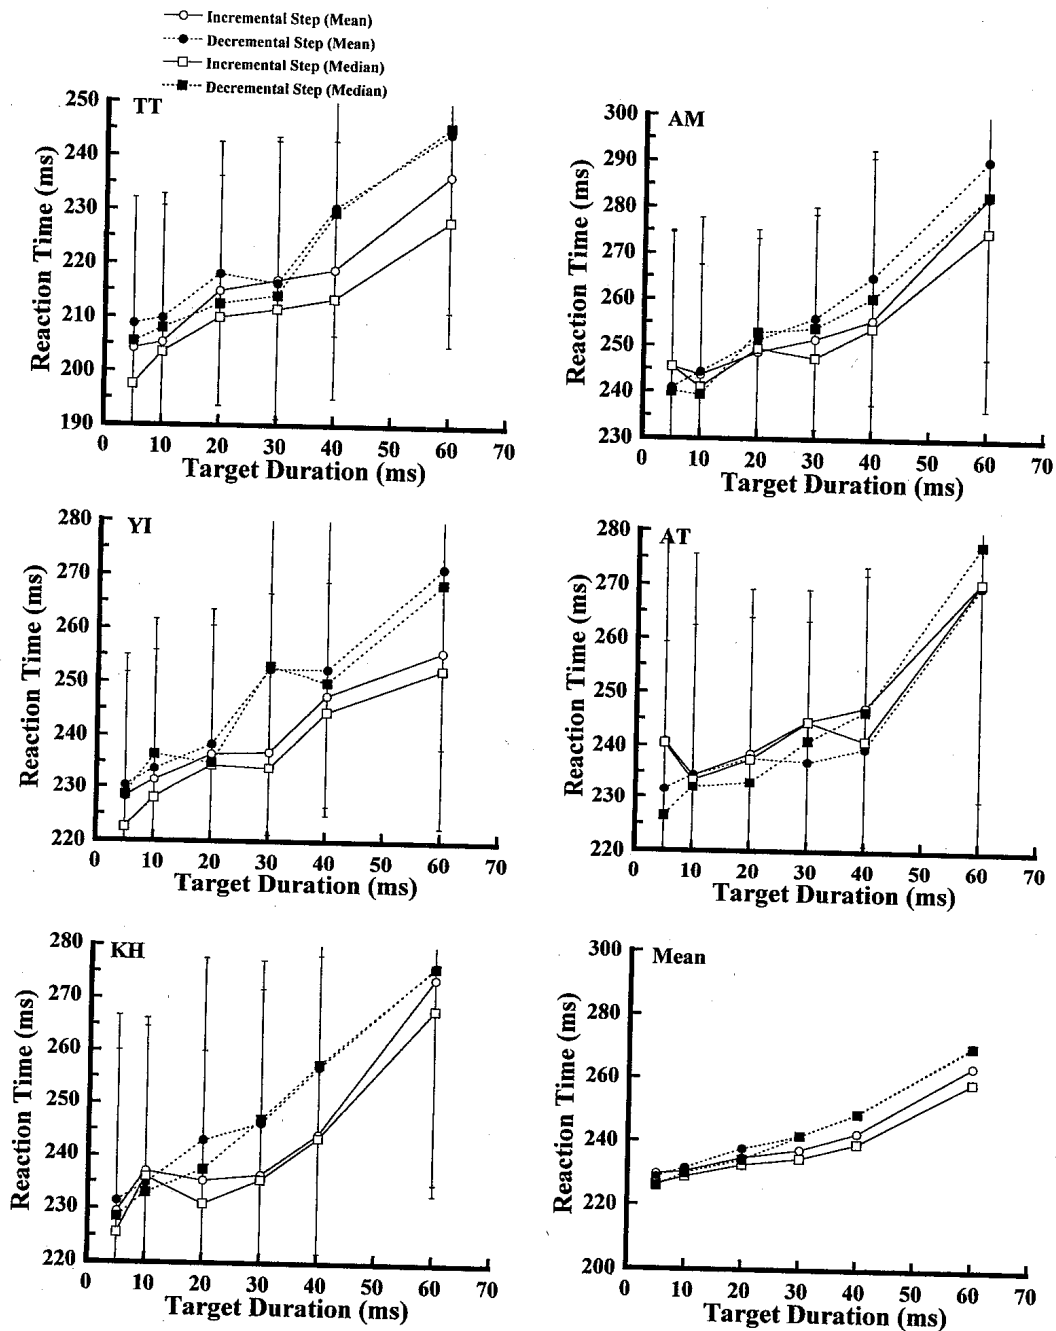 Incremental Step (Mean)
Decremental Step (Mean)
Incremental Step (Median)
Decremental Step (Median)
TT
Reaction Time (ms)
250
240
230
220
210
200
190
0 10 20 30 40 50 60 70
Target Duration (ms)
AM
Reaction Time (ms)
300
290
280
270
260
250
240
230
0 10 20 30 40 50 60 70
Target Duration (ms)
YI
Reaction Time (ms)
280
270
260
250
240
230
220
0 10 20 30 40 50 60 70
Target Duration (ms)
AT
Reaction Time (ms)
280
270
260
250
240
230
220
0 10 20 30 40 50 60 70
Target Duration (ms)
KH
Reaction Time (ms)
280
270
260
250
240
230
220
0 10 20 30 40 50 60 70
Target Duration (ms)
Mean
Reaction Time (ms)
300
280
260
240
220
200
0 10 20 30 40 50 60 70
Target Duration (ms)